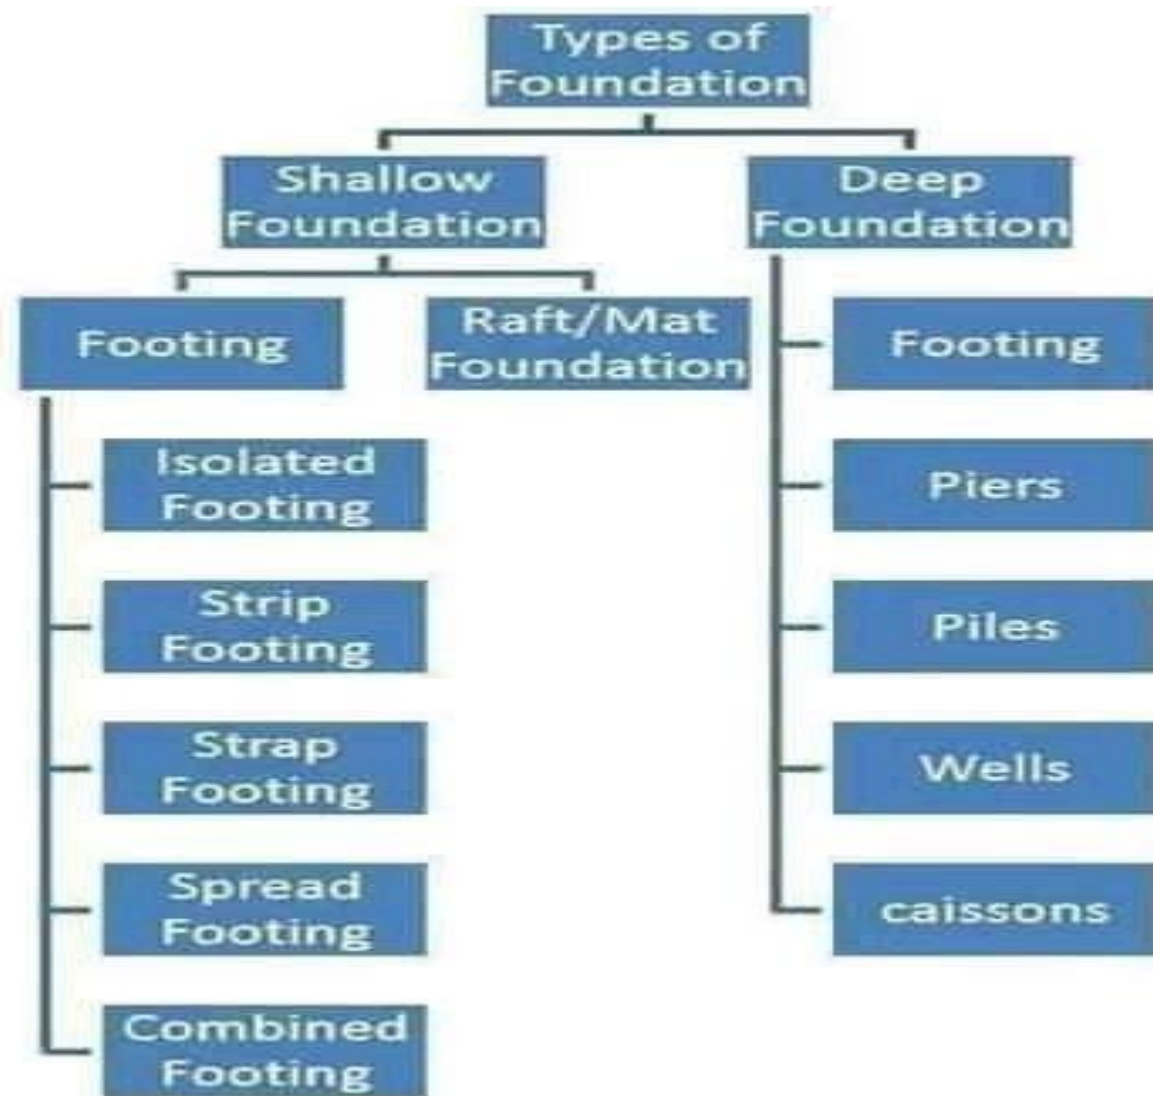 Types of
Foundation
Shallow
Foundation
Deep
Foundation
Footing
Raft/Mat
Foundation
Isolated
Footing
Strip
Footing
Strap
Footing
Spread
Footing
Combined
Footing
Footing
Piers
Piles
Wells
caissons